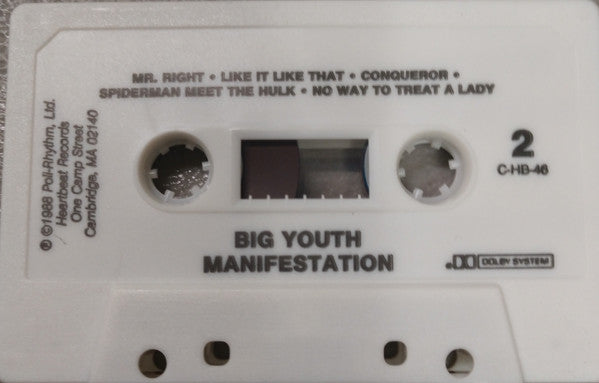 MR. RIGHT • LIKE IT LIKE THAT • CONQUEROR •
SPIDERMAN MEET THE HULK • NO WAY TO TREAT A LADY
℗ ©1988 Poli-Rhythm, Ltd.
Heartbeat Records
One Camp Street
Cambridge, MA 02140
2
C-HB-46
BIG YOUTH
MANIFESTATION
DOLBY SYSTEM